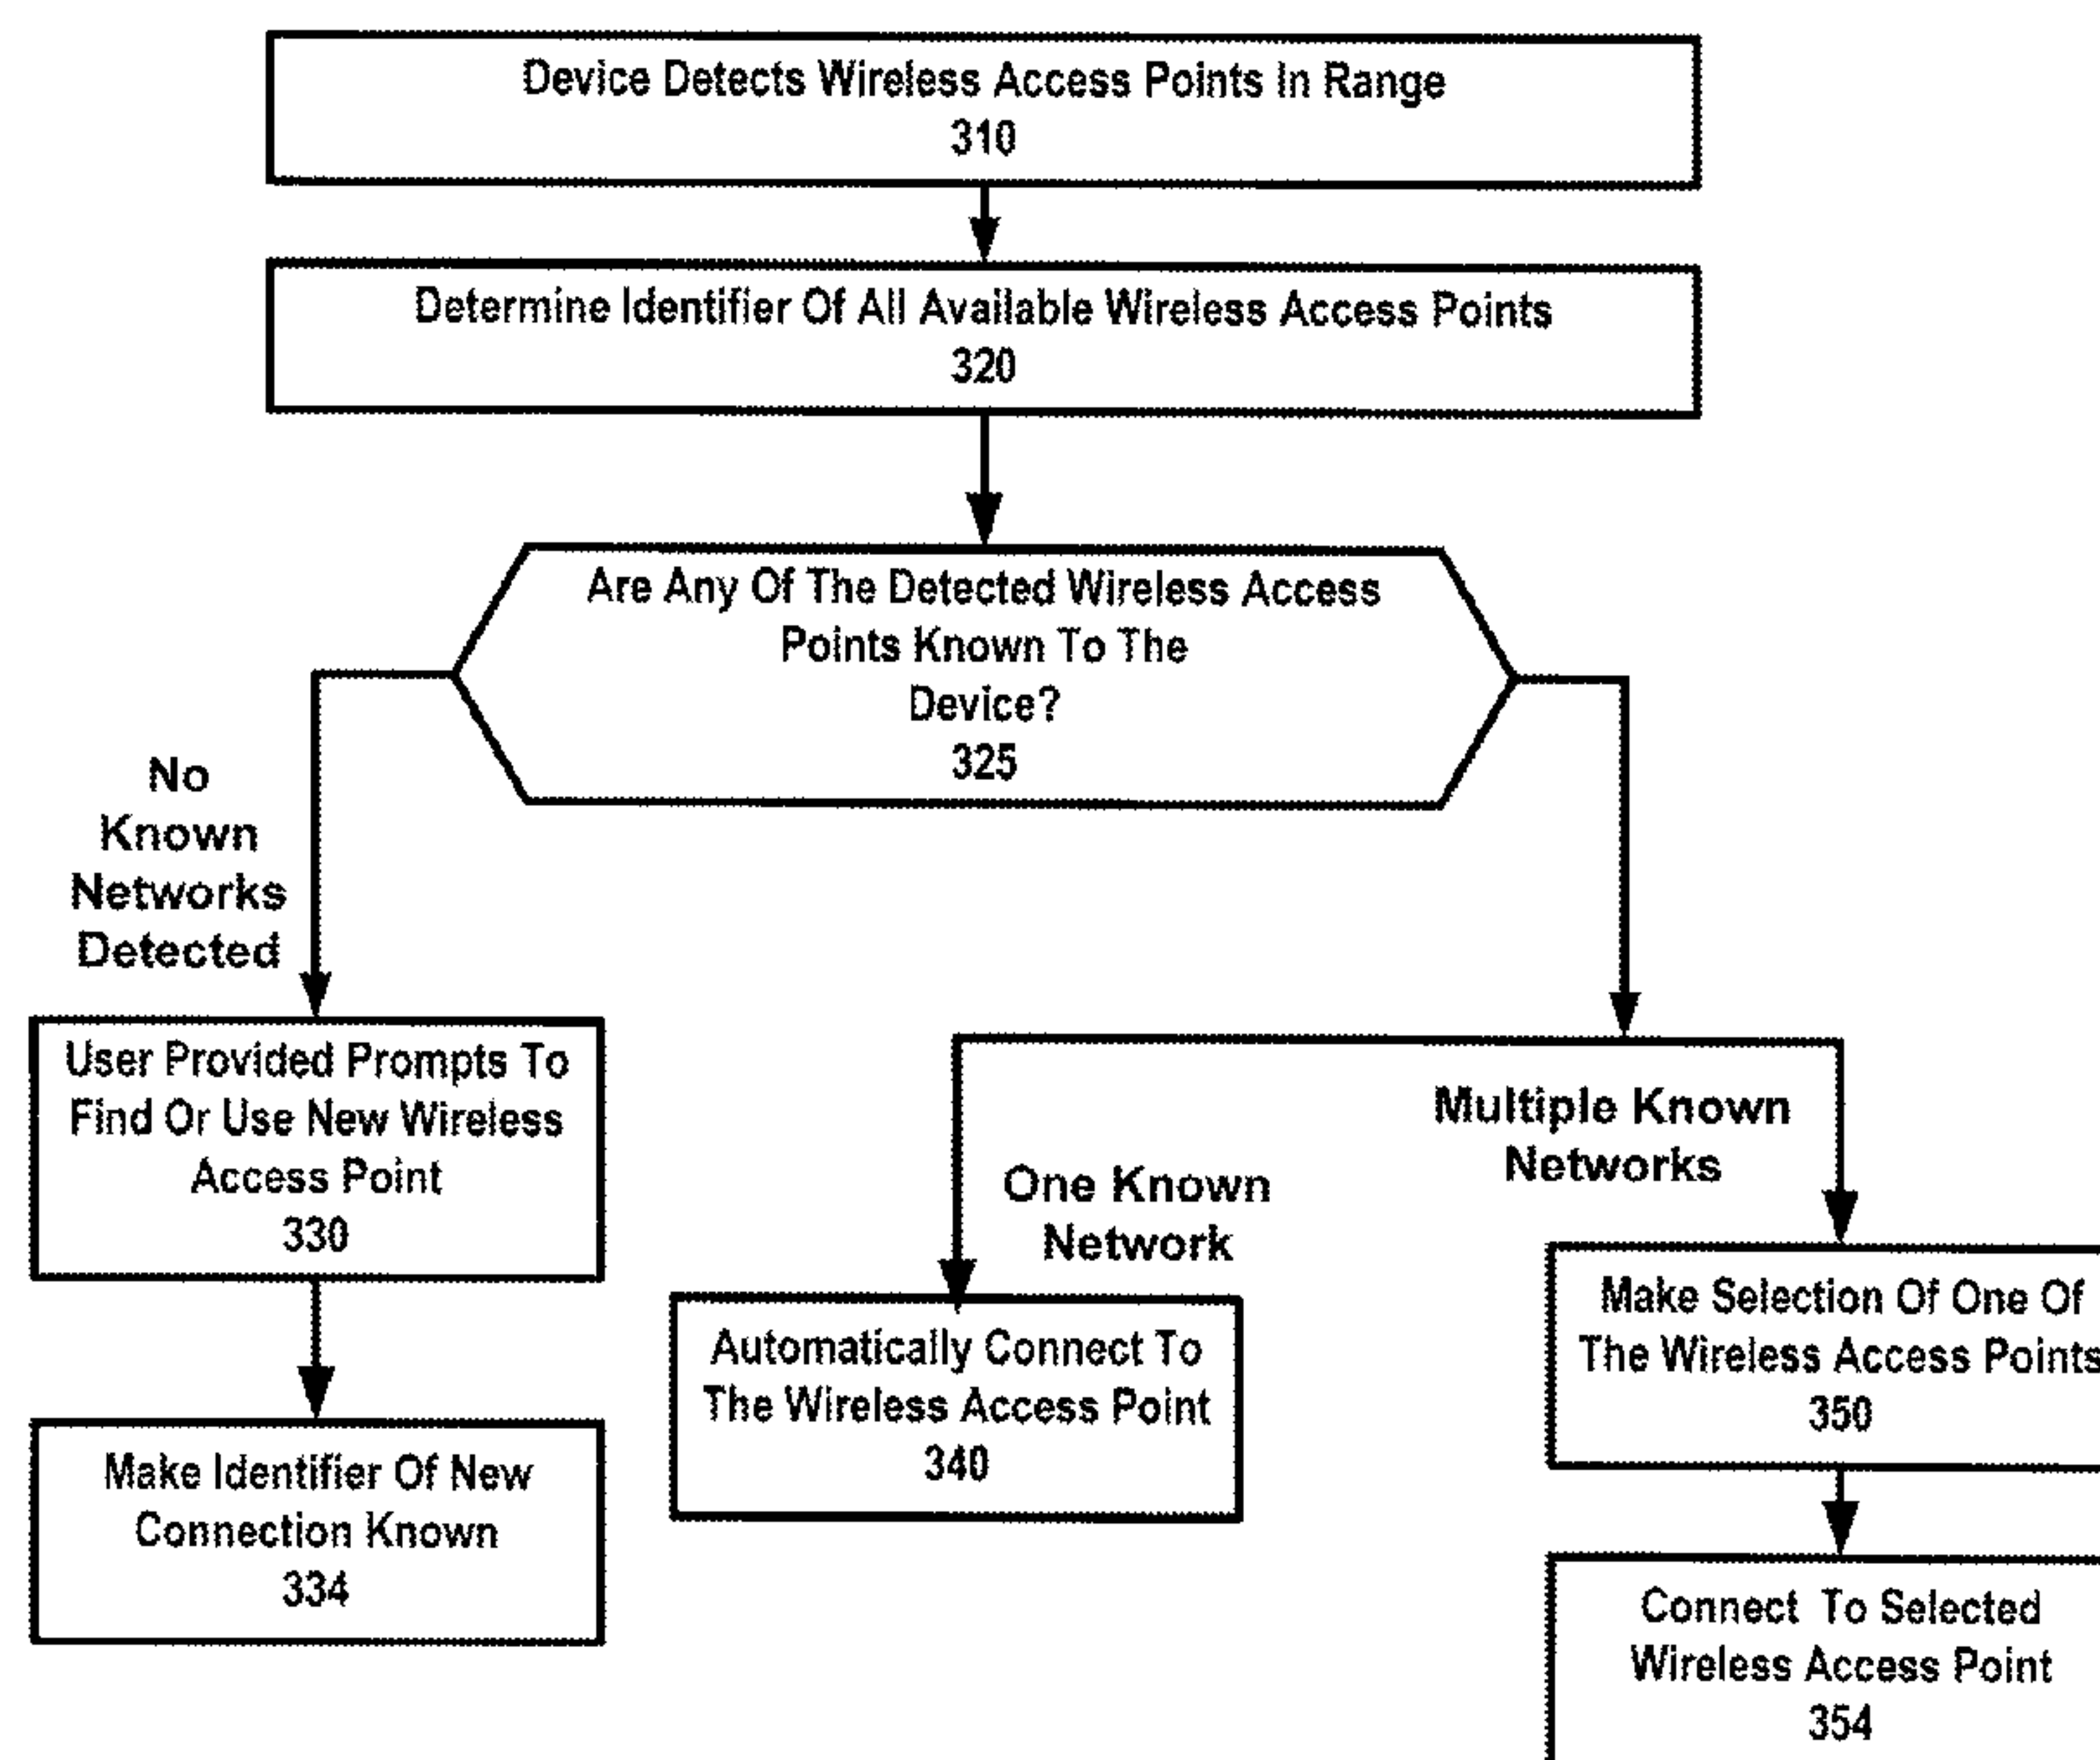 Device Detects Wireless Access Points In Range
310
Determine Identifier Of All Available Wireless Access Points
320
Are Any Of The Detected Wireless Access
Points Known To The
Device?
325
No
Known
Networks
Detected
User Provided Prompts To
Find Or Use New Wireless
Access Point
330
Make Identifier Of New
Connection Known
334
One Known
Network
Automatically Connect To
The Wireless Access Point
340
Multiple Known
Networks
Make Selection Of One Of
The Wireless Access Points
350
Connect To Selected
Wireless Access Point
354